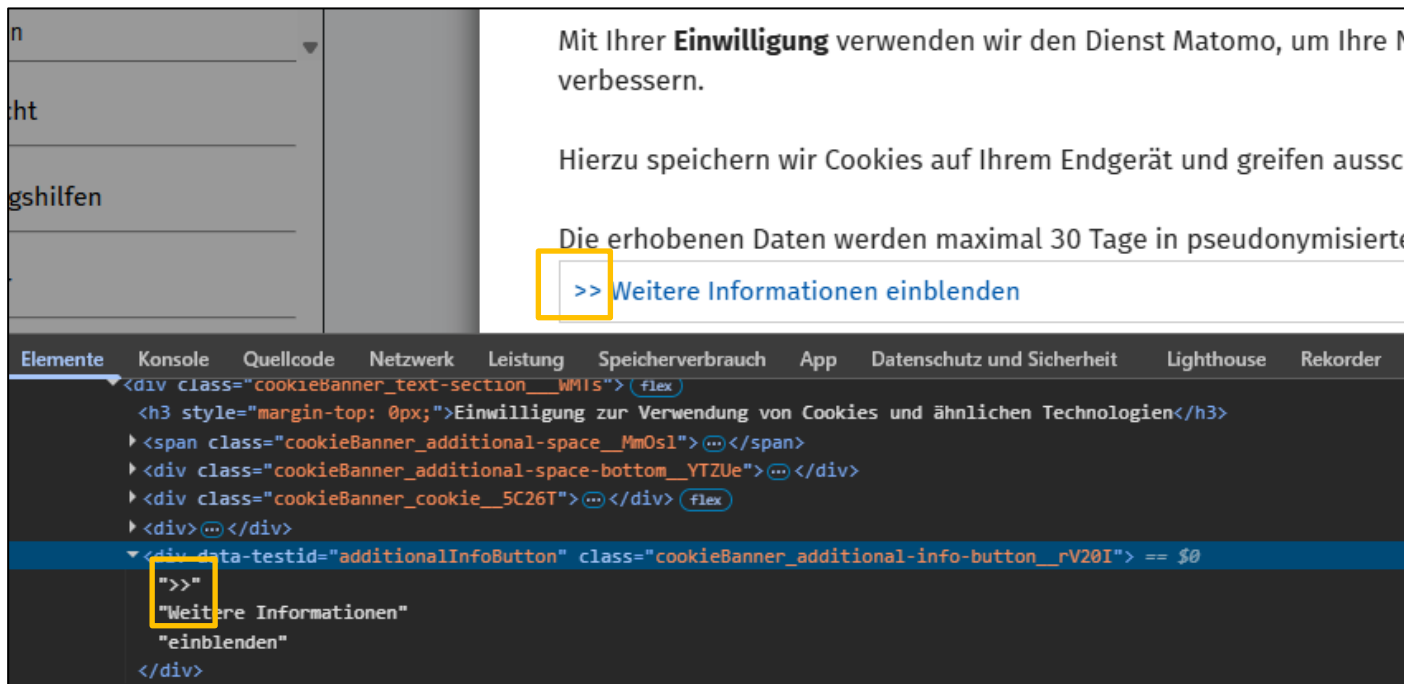 n
cht
gshilfen
Mit Ihrer Einwilligung verwenden wir den Dienst Matomo, um Ihre N
verbessern.
Hierzu speichern wir Cookies auf Ihrem Endgerät und greifen aussc
Die erhobenen Daten werden maximal 30 Tage in pseudonymisierte
>> Weitere Informationen einblenden
Elemente Konsole Quellcode Netzwerk Leistung Speicherverbrauch App Datenschutz und Sicherheit Lighthouse Rekorder
<div class="cookieBanner_text-section___WMTs"> flex
<h3 style="margin-top: 0px;">Einwilligung zur Verwendung von Cookies und ähnlichen Technologien</h3>
<span class="cookieBanner_additional-space__MmOsl">…</span>
<div class="cookieBanner_additional-space-bottom__YTZUe">…</div>
<div class="cookieBanner_cookie__5C26T">…</div> flex
<div>…</div>
<div data-testid="additionalInfoButton" class="cookieBanner_additional-info-button__rV20I"> == $0
">>"
"Weitere Informationen"
"einblenden"
</div>